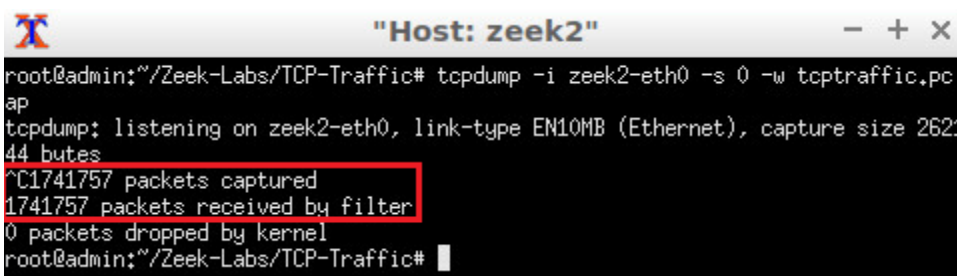 "Host: zeek2"
root@admin:~/Zeek-Labs/TCP-Traffic# tcpdump -i zeek2-eth0 -s 0 -w tcptraffic.pc
ap
tcpdump: listening on zeek2-eth0, link-type EN10MB (Ethernet), capture size 2621
44 bytes
^C1741757 packets captured
1741757 packets received by filter
0 packets dropped by kernel
root@admin:~/Zeek-Labs/TCP-Traffic#